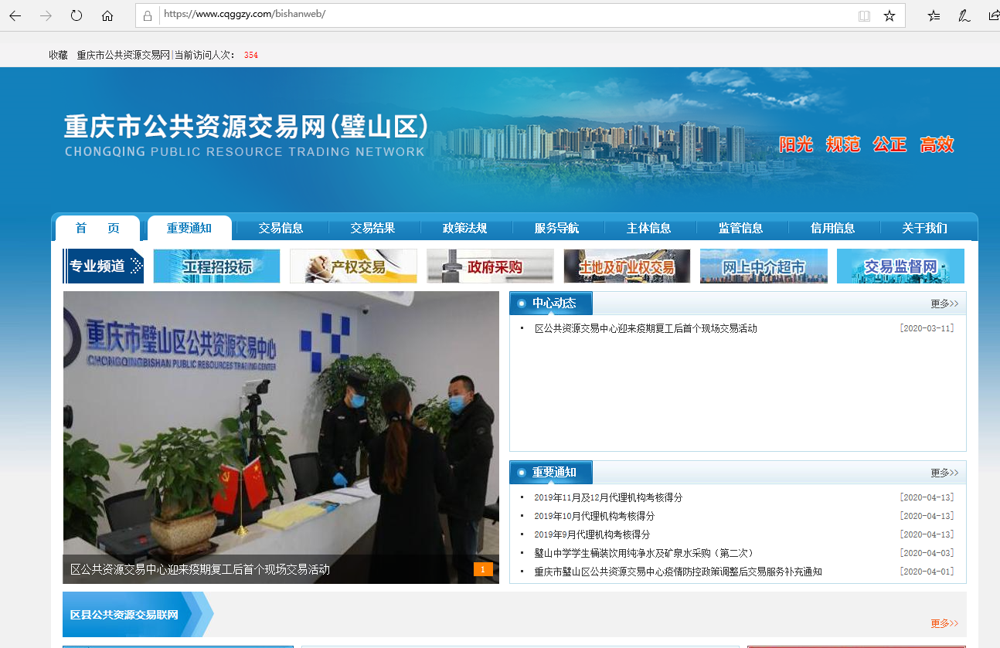 https://www.cqggzy.com/bishanweb/
收藏 重庆市公共资源交易网|当前访问人次： 354
重庆市公共资源交易网(璧山区)
CHONGQING PUBLIC RESOURCE TRADING NETWORK
阳光 规范 公正 高效
首 页 重要通知 交易信息 交易结果 政策法规 服务导航 主体信息 监管信息 信用信息 关于我们
专业频道 工程招投标 产权交易 政府采购 土地及矿业权交易 网上中介超市 交易监督网
重庆市璧山区公共资源交易中心
CHONGQINGBISHAN PUBLIC RESOURCES TRADING CENTER
区公共资源交易中心迎来疫期复工后首个现场交易活动 1
中心动态 更多>>
· 区公共资源交易中心迎来疫期复工后首个现场交易活动 [2020-03-11]
重要通知 更多>>
· 2019年11月及12月代理机构考核得分 [2020-04-13]
· 2019年10月代理机构考核得分 [2020-04-13]
· 2019年9月代理机构考核得分 [2020-04-13]
· 璧山中学学生桶装饮用纯净水及矿泉水采购（第二次） [2020-04-03]
· 重庆市璧山区公共资源交易中心疫情防控政策调整后交易服务补充通知 [2020-04-01]
区县公共资源交易联网 更多>>